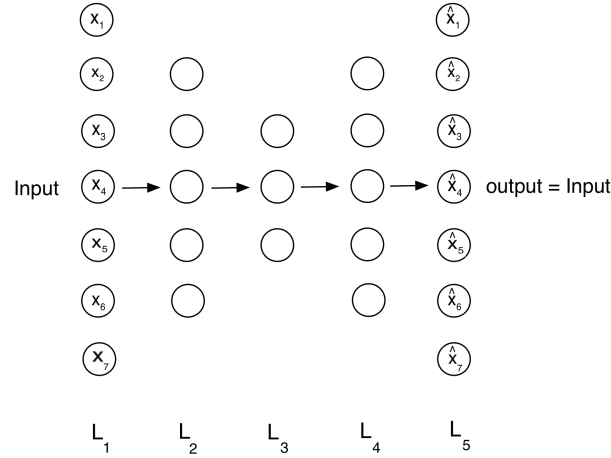 x₁ x̂₁
x₂ x̂₂
x₃ x̂₃
Input x₄ x̂₄ output = Input
x₅ x̂₅
x₆ x̂₆
x₇ x̂₇
L₁ L₂ L₃ L₄ L₅